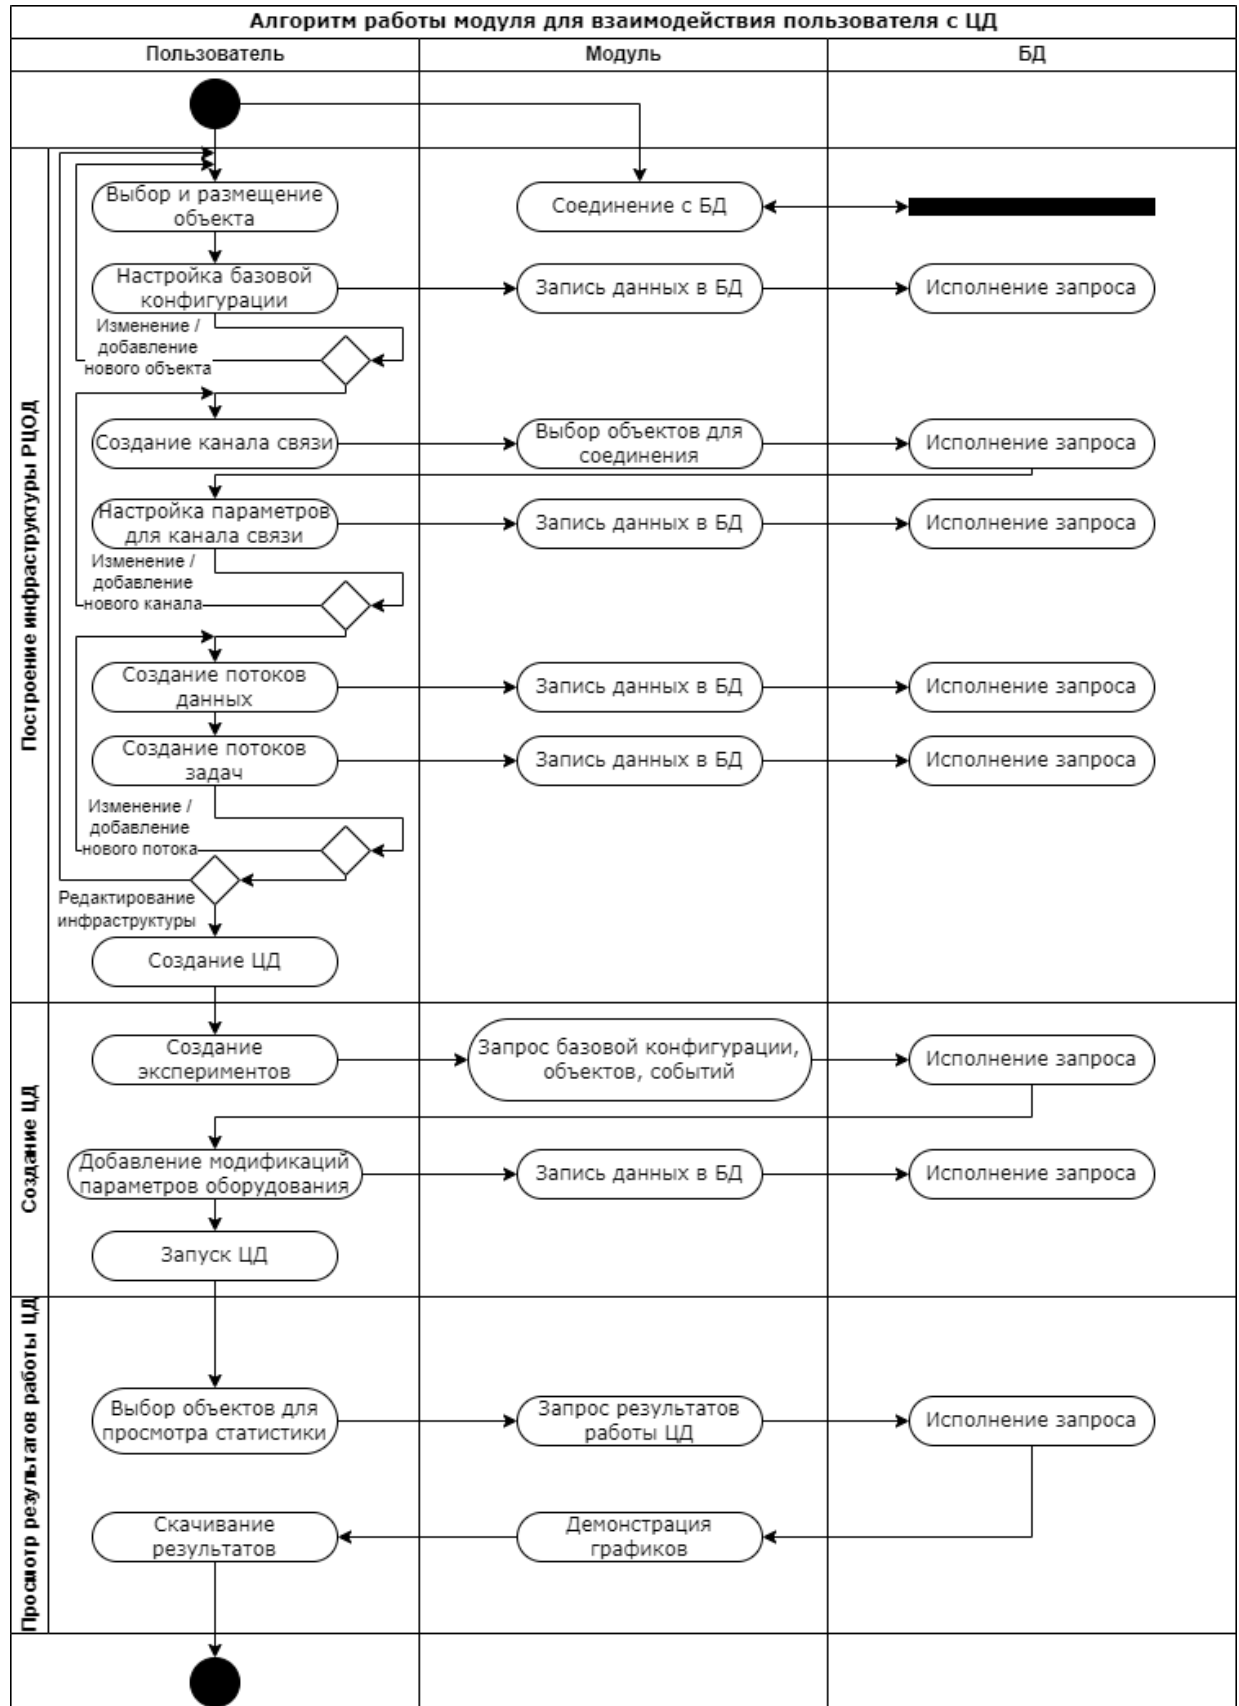 Алгоритм работы модуля для взаимодействия пользователя с ЦД
Пользователь
Модуль
БД
Построение инфраструктуры РЦОД
Выбор и размещение
объекта
Соединение с БД
Настройка базовой
конфигурации
Запись данных в БД
Исполнение запроса
Изменение /
добавление
нового объекта
Создание канала связи
Выбор объектов для
соединения
Исполнение запроса
Настройка параметров
для канала связи
Запись данных в БД
Исполнение запроса
Изменение /
добавление
нового канала
Создание потоков
данных
Запись данных в БД
Исполнение запроса
Создание потоков
задач
Запись данных в БД
Исполнение запроса
Изменение /
добавление
нового потока
Редактирование
инфраструктуры
Создание ЦД
Создание ЦД
Создание
экспериментов
Запрос базовой конфигурации,
объектов, событий
Исполнение запроса
Добавление модификаций
параметров оборудования
Запись данных в БД
Исполнение запроса
Запуск ЦД
Просмотр результатов работы ЦД
Выбор объектов для
просмотра статистики
Запрос результатов
работы ЦД
Исполнение запроса
Скачивание
результатов
Демонстрация
графиков